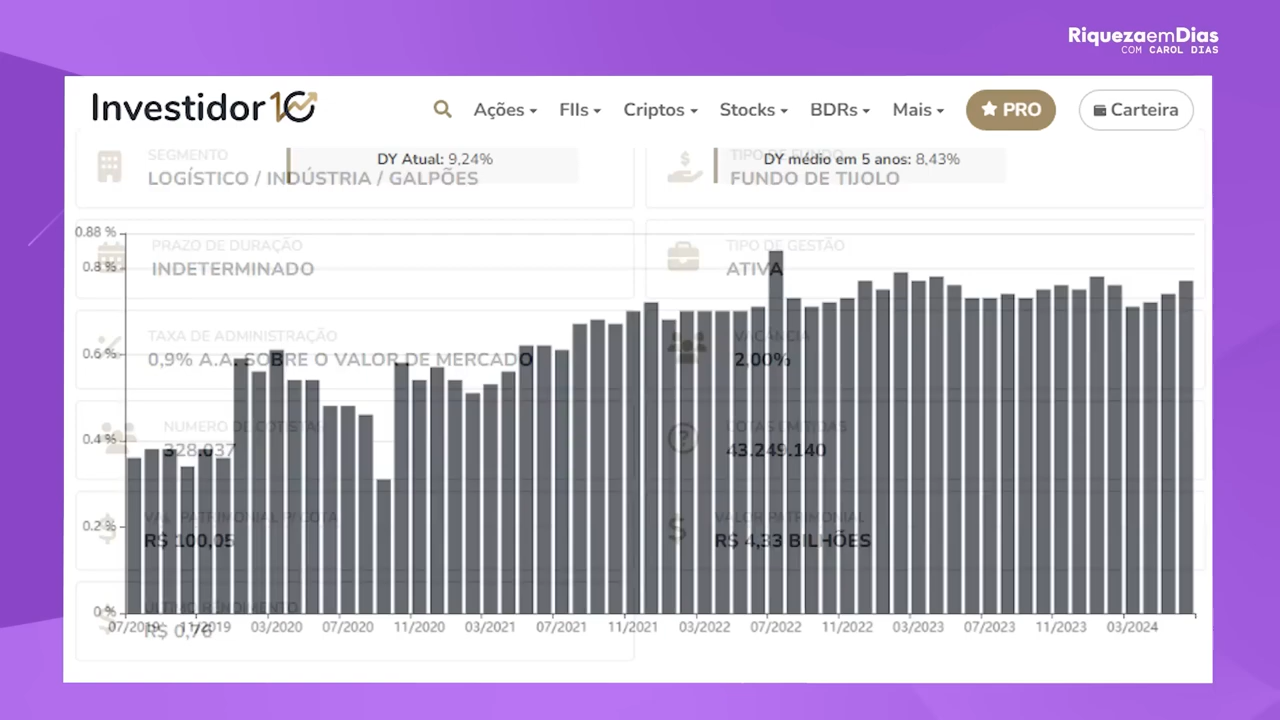 RiquezaemDias
COM CAROL DIAS
Investidor10
Ações
FIIs
Criptos
Stocks
BDRs
Mais
PRO
Carteira
SEGMENTO
LOGÍSTICO / INDÚSTRIA / GALPÕES
DY Atual: 9,24%
TIPO DE FUNDO
FUNDO DE TIJOLO
DY médio em 5 anos: 8,43%
PRAZO DE DURAÇÃO
INDETERMINADO
TIPO DE GESTÃO
ATIVA
TAXA DE ADMINISTRAÇÃO
0,9% A.A. SOBRE O VALOR DE MERCADO
VACÂNCIA
2,00%
NUMERO DE COTISTAS
328.037
COTAS EMITIDAS
43.249.140
VAL. PATRIMONIAL P/ COTA
R$ 100,05
VALOR PATRIMONIAL
R$ 4,33 BILHÕES
ÚLTIMO RENDIMENTO
R$ 0,76
0.88 %
0.8 %
0.6 %
0.4 %
0.2 %
0 %
07/2019
11/2019
03/2020
07/2020
11/2020
03/2021
07/2021
11/2021
03/2022
07/2022
11/2022
03/2023
07/2023
11/2023
03/2024